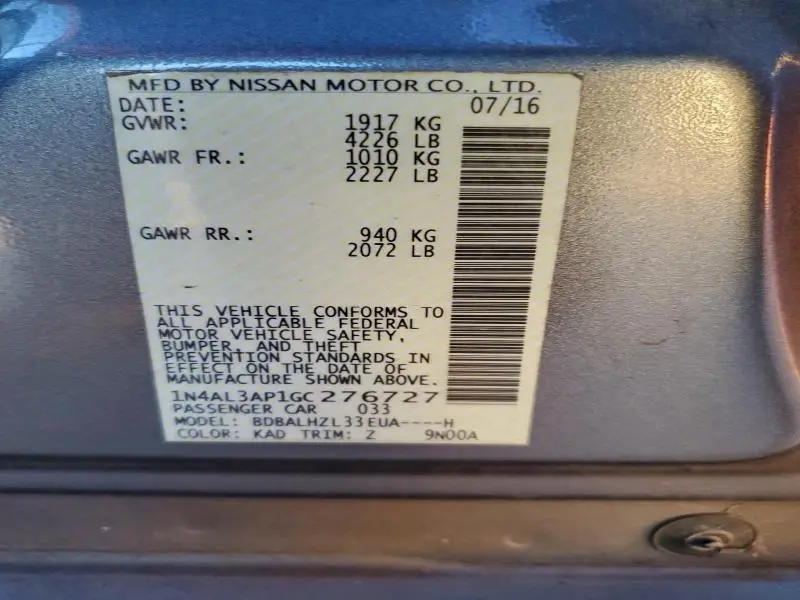 MFD BY NISSAN MOTOR CO., LTD.
DATE: 07/16
GVWR: 1917 KG
4226 LB
GAWR FR.: 1010 KG
2227 LB
GAWR RR.: 940 KG
2072 LB
THIS VEHICLE CONFORMS TO
ALL APPLICABLE FEDERAL
MOTOR VEHICLE SAFETY,
BUMPER, AND THEFT
PREVENTION STANDARDS IN
EFFECT ON THE DATE OF
MANUFACTURE SHOWN ABOVE.
1N4AL3AP1GC276727
PASSENGER CAR 033
MODEL: BDBALHZL33EUA----H
COLOR: KAD TRIM: Z 9N00A